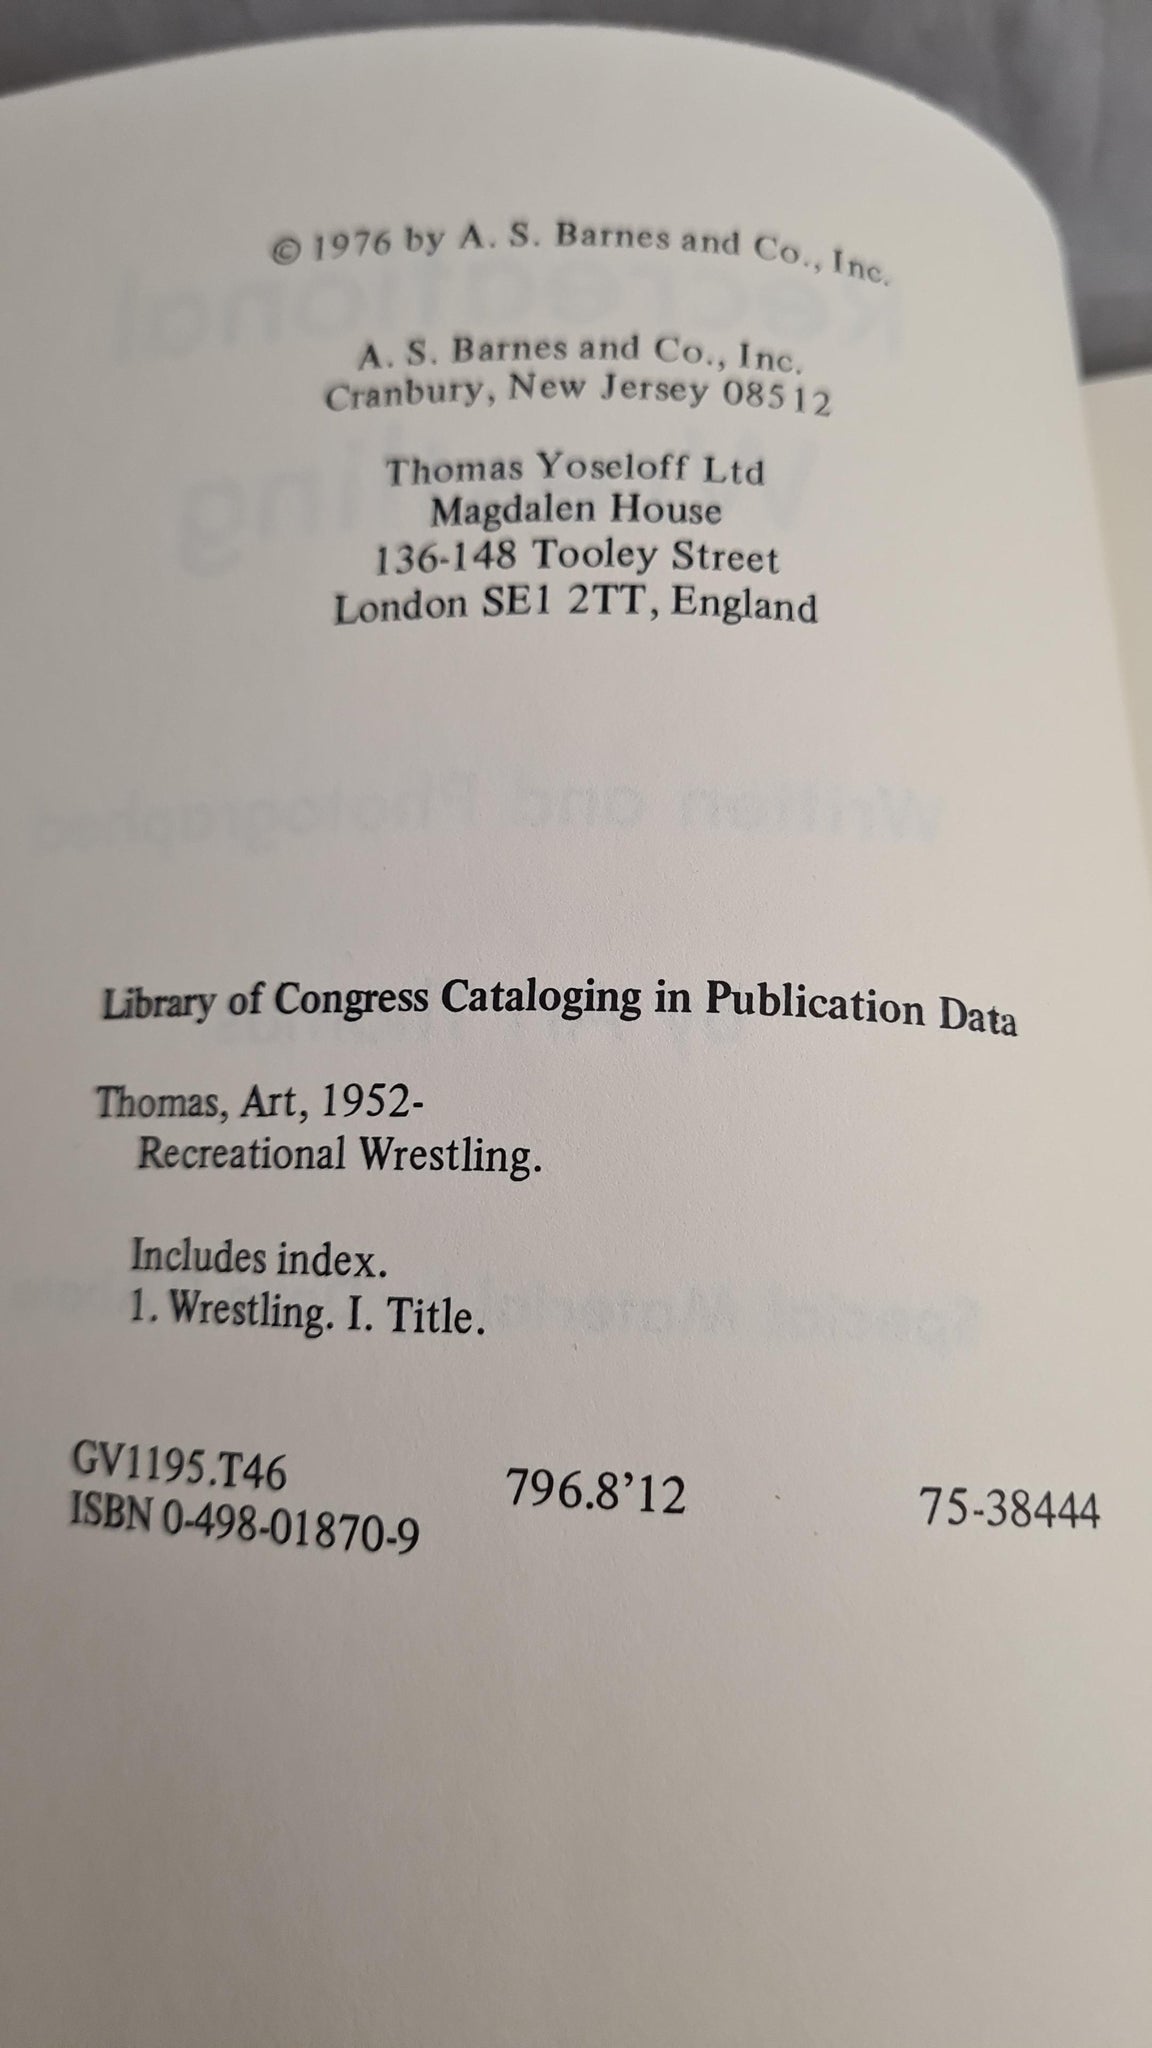 © 1976 by A. S. Barnes and Co., Inc.
A. S. Barnes and Co., Inc.
Cranbury, New Jersey 08512
Thomas Yoseloff Ltd
Magdalen House
136-148 Tooley Street
London SE1 2TT, England
Library of Congress Cataloging in Publication Data
Thomas, Art, 1952-
Recreational Wrestling.
Includes index.
1. Wrestling. I. Title.
GV1195.T46 796.8'12 75-38444
ISBN 0-498-01870-9